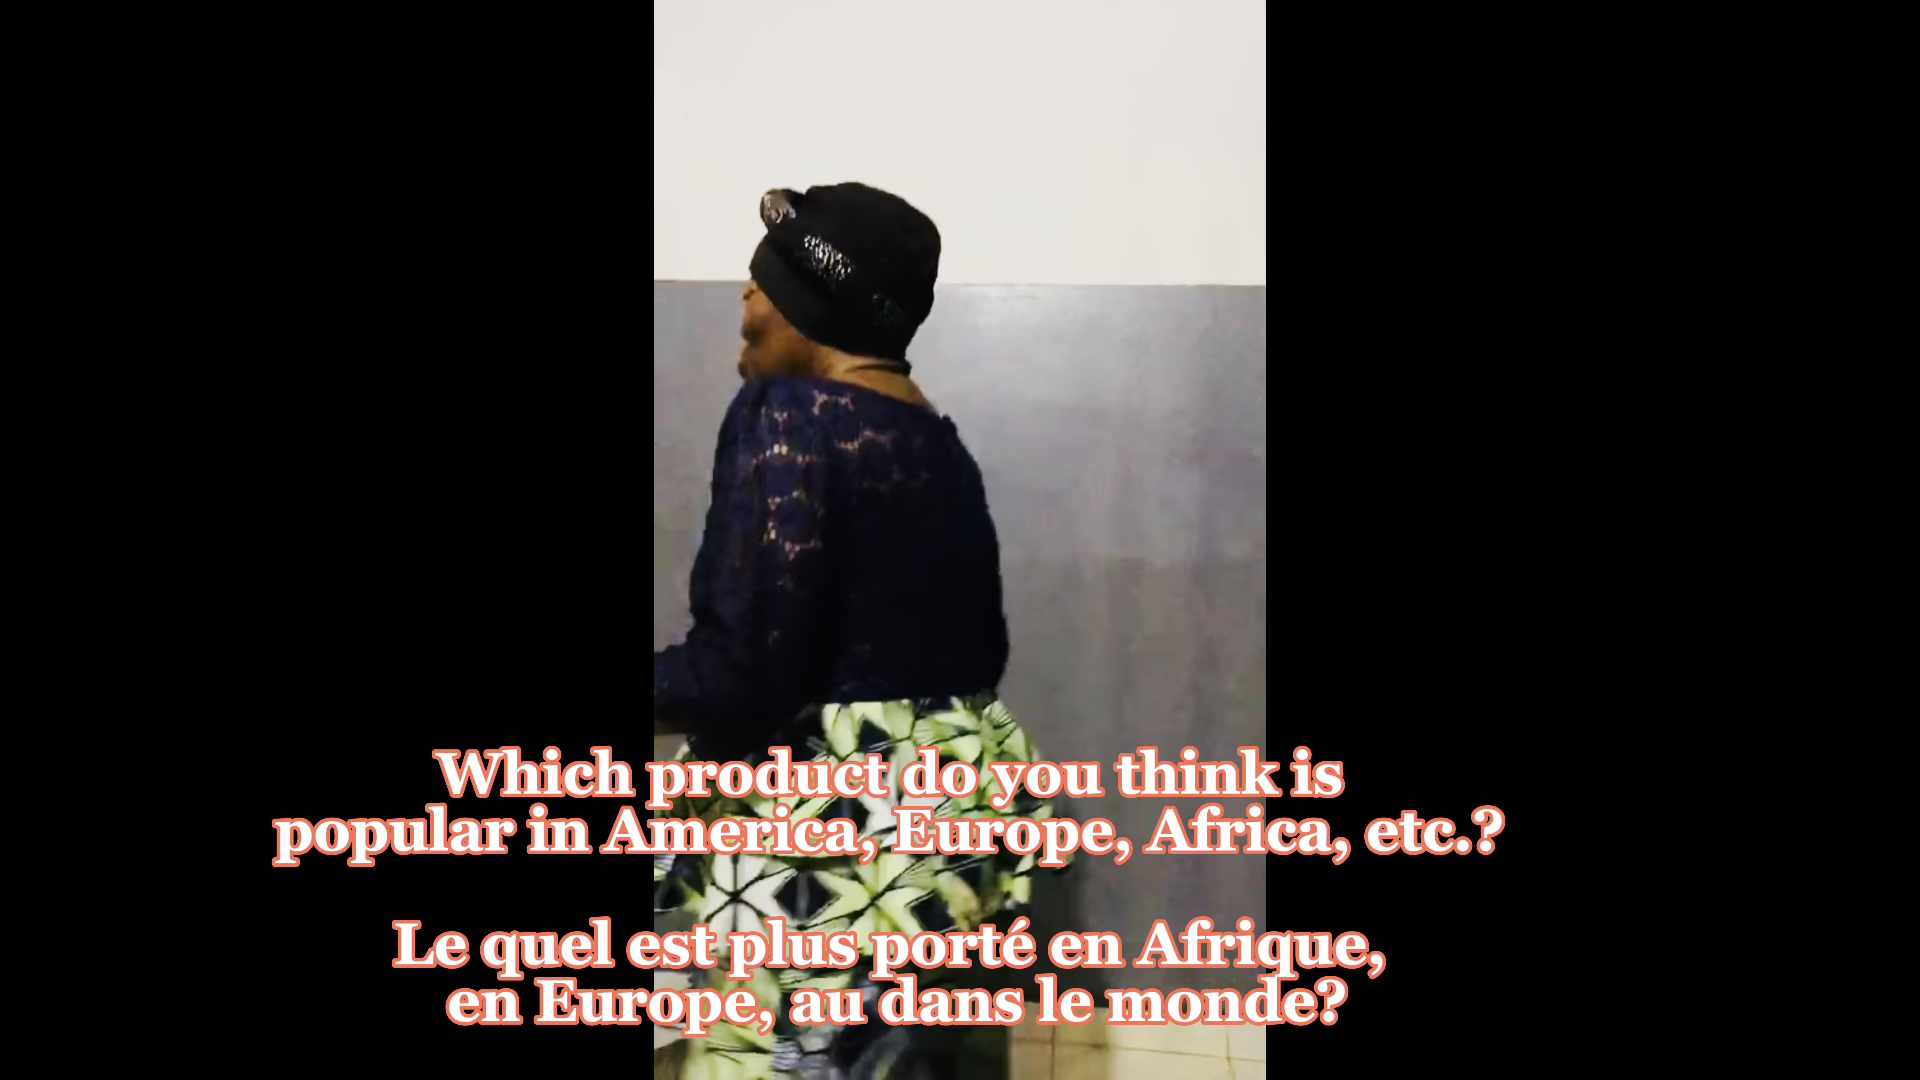 Which product do you think is
popular in America, Europe, Africa, etc.?
Le quel est plus porté en Afrique,
en Europe, au dans le monde?